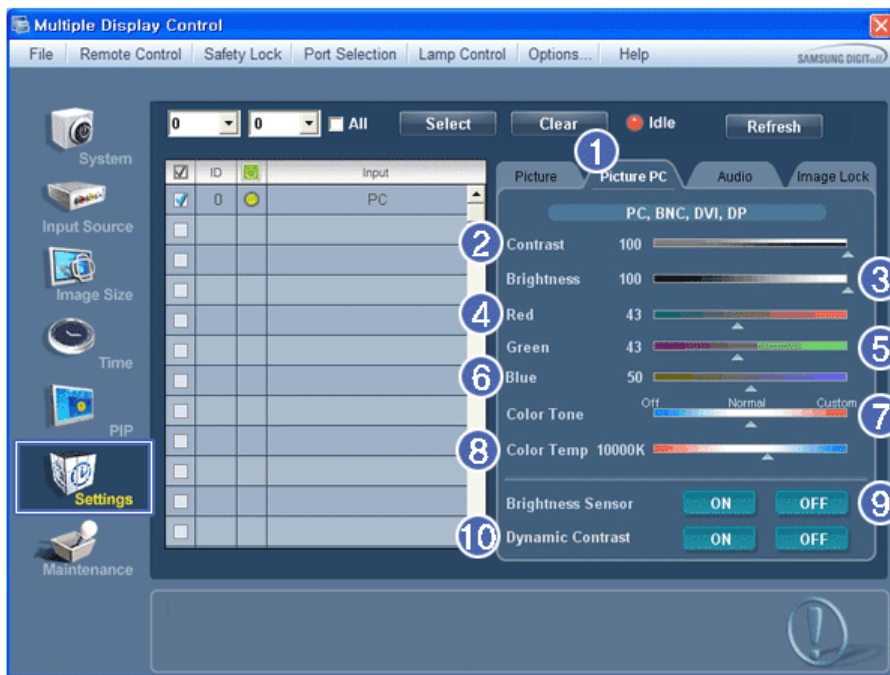 Multiple Display Control
File Remote Control Safety Lock Port Selection Lamp Control Options... Help SAMSUNG DIGITall
0 0 All Select Clear Idle Refresh
1
System
Input Source
Image Size
Time
PIP
Settings
Maintenance
ID Input
0 PC
Picture Picture PC Audio Image Lock
PC, BNC, DVI, DP
2 Contrast 100
Brightness 100 3
4 Red 43
Green 43 5
6 Blue 50
Off Normal Custom
Color Tone 7
8 Color Temp 10000K
Brightness Sensor ON OFF 9
10 Dynamic Contrast ON OFF